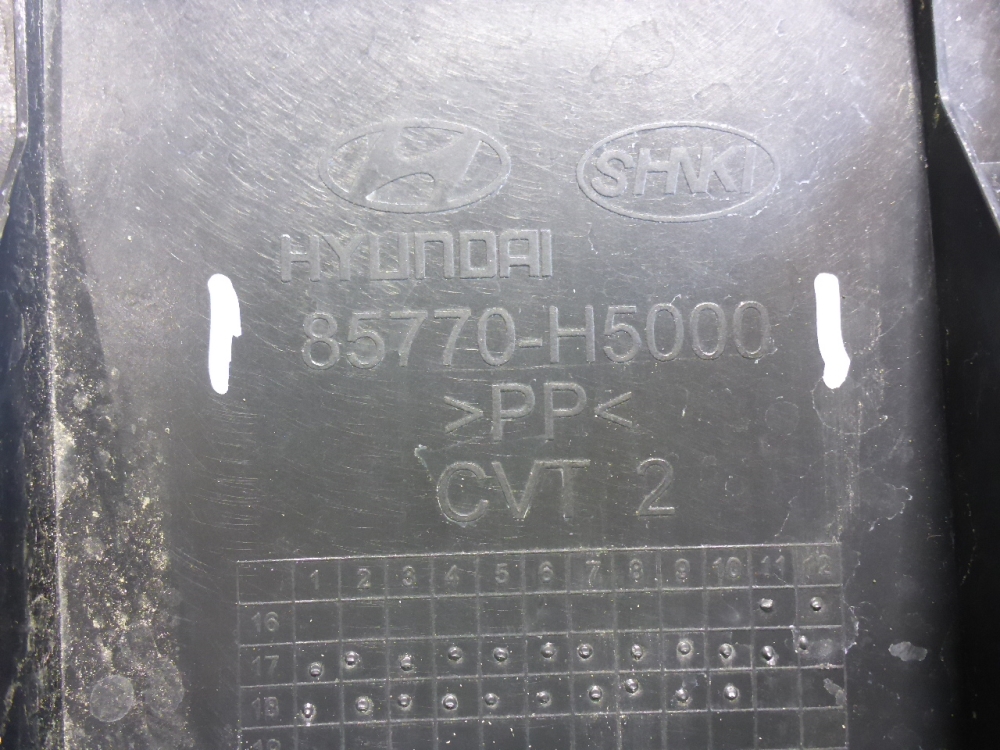 SHNKI
HYUNDAI
85770-H5000
>PP<
CVT 2
1 2 3 4 5 6 7 8 9 10 11 12
16
17
18
19